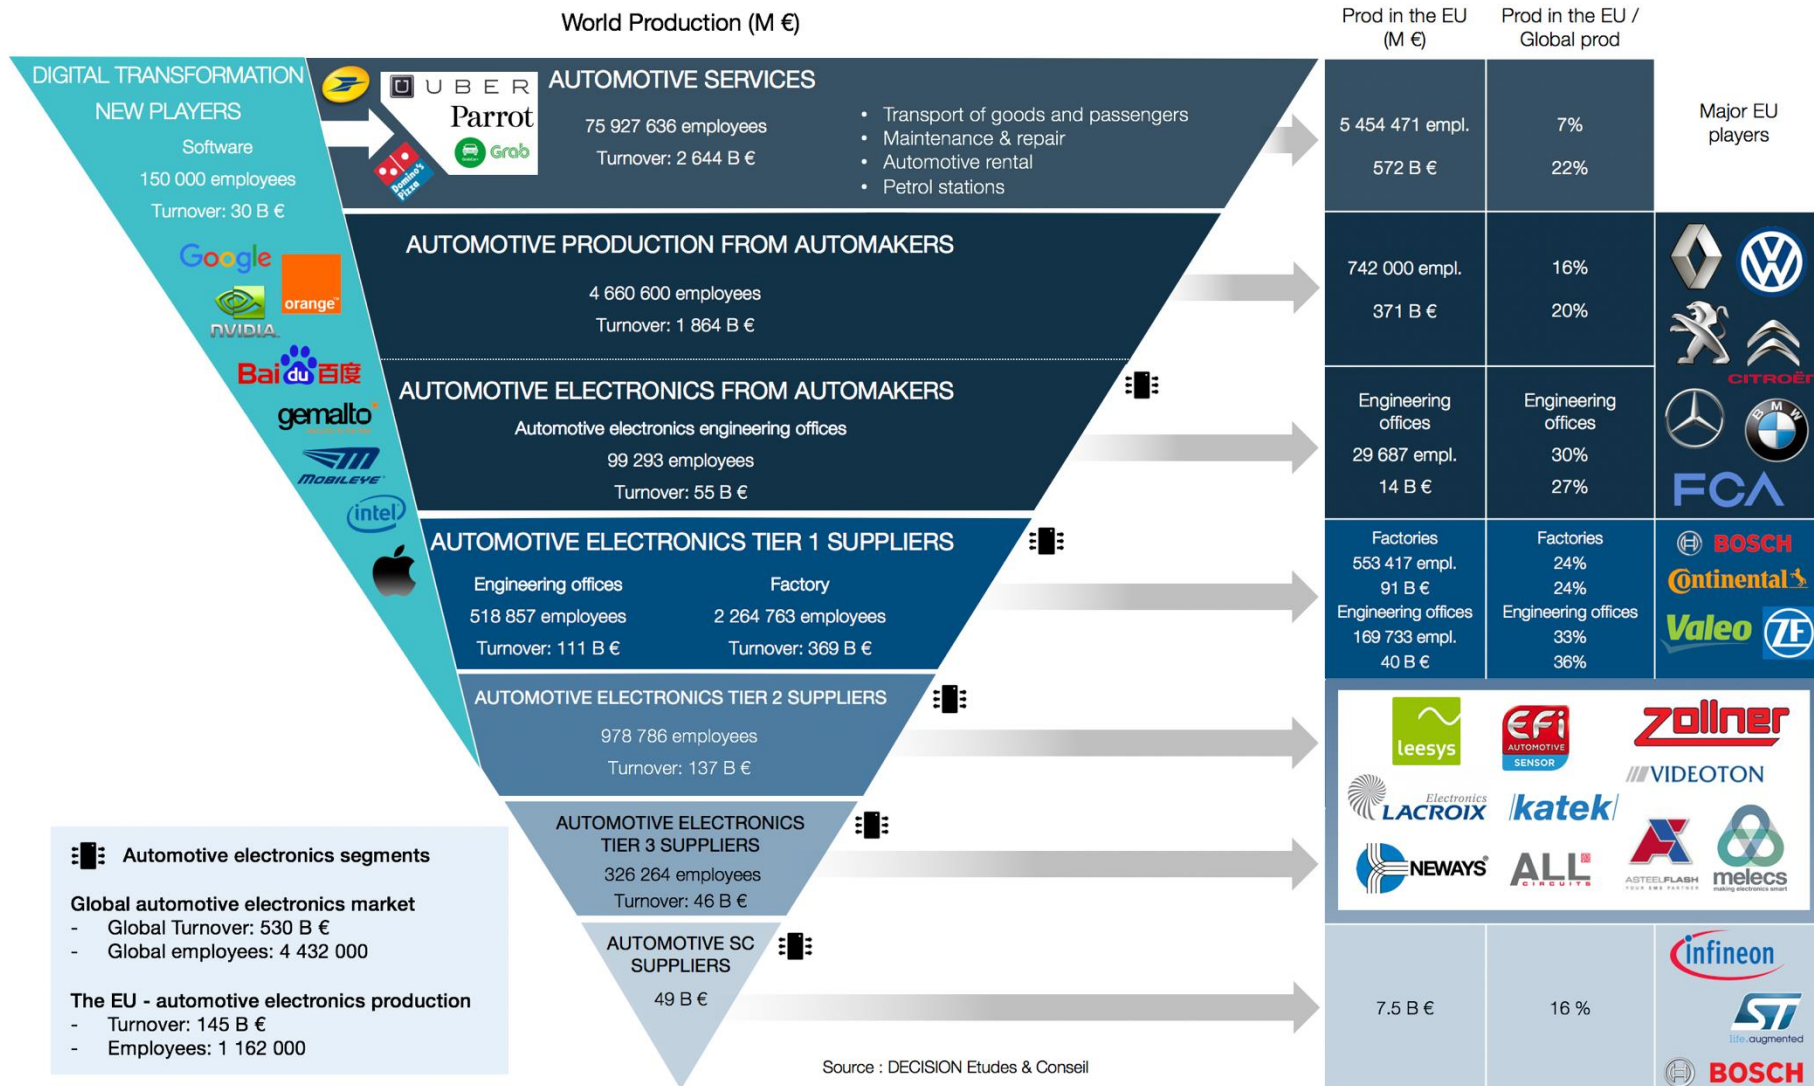 World Production (M €)
Prod in the EU
(M €)
Prod in the EU /
Global prod
DIGITAL TRANSFORMATION
NEW PLAYERS
Software
150 000 employees
Turnover: 30 B €
Google
orange™
NVIDIA.
Bai du 百度
gemalto
MOBILEYE
intel
UBER
Parrot
Grab
Domino's
Pizza
AUTOMOTIVE SERVICES
75 927 636 employees
Turnover: 2 644 B €
• Transport of goods and passengers
• Maintenance & repair
• Automotive rental
• Petrol stations
5 454 471 empl.
572 B €
7%
22%
Major EU
players
AUTOMOTIVE PRODUCTION FROM AUTOMAKERS
4 660 600 employees
Turnover: 1 864 B €
742 000 empl.
371 B €
16%
20%
CITROËN
AUTOMOTIVE ELECTRONICS FROM AUTOMAKERS
Automotive electronics engineering offices
99 293 employees
Turnover: 55 B €
Engineering
offices
29 687 empl.
14 B €
Engineering
offices
30%
27%
BMW
FCA
AUTOMOTIVE ELECTRONICS TIER 1 SUPPLIERS
Engineering offices
518 857 employees
Turnover: 111 B €
Factory
2 264 763 employees
Turnover: 369 B €
Factories
553 417 empl.
91 B €
Engineering offices
169 733 empl.
40 B €
Factories
24%
24%
Engineering offices
33%
36%
BOSCH
Continental
Valeo
ZF
AUTOMOTIVE ELECTRONICS TIER 2 SUPPLIERS
978 786 employees
Turnover: 137 B €
leesys
EFi
AUTOMOTIVE
SENSOR
zollner
VIDEOTON
Electronics
LACROIX
katek
NEWAYS®
ALL
CIRCUITS
ASTEELFLASH
YOUR EMS PARTNER
melecs
making electronics smart
AUTOMOTIVE ELECTRONICS
TIER 3 SUPPLIERS
326 264 employees
Turnover: 46 B €
AUTOMOTIVE SC
SUPPLIERS
49 B €
7.5 B €
16 %
infineon
ST
life.augmented
BOSCH
Automotive electronics segments
Global automotive electronics market
- Global Turnover: 530 B €
- Global employees: 4 432 000
The EU - automotive electronics production
- Turnover: 145 B €
- Employees: 1 162 000
Source : DECISION Etudes & Conseil